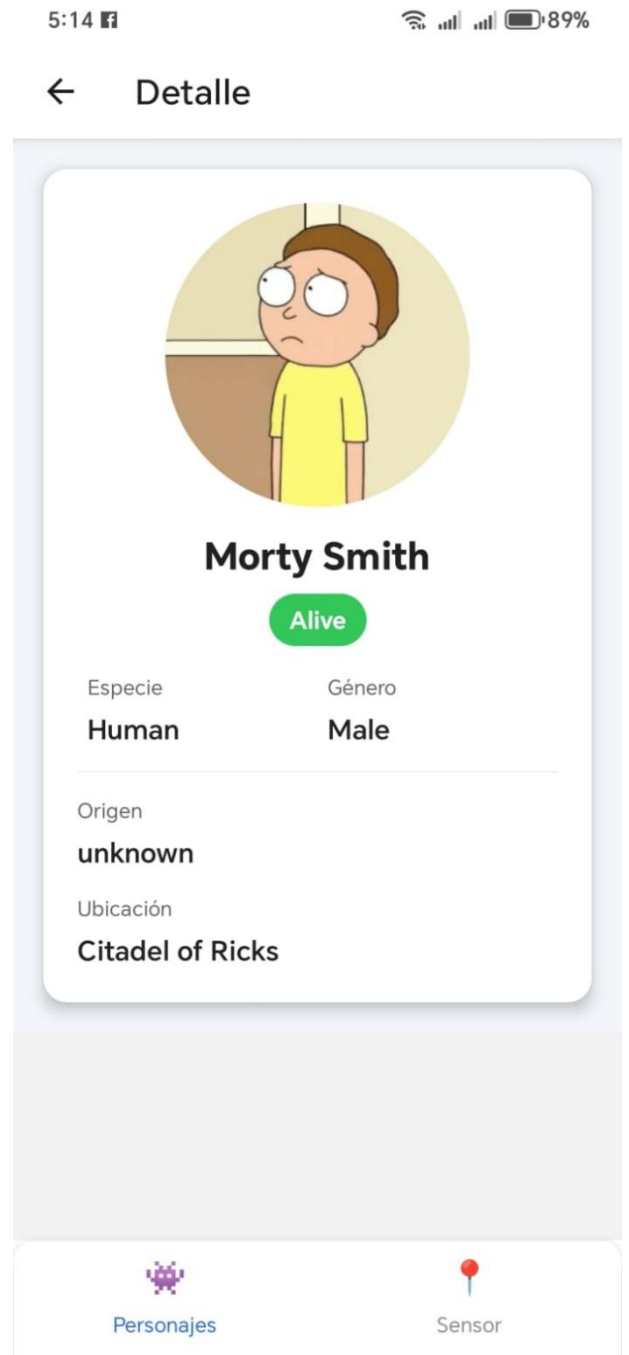 5:14 89%
Detalle
Morty Smith
Alive
Especie Género
Human Male
Origen
unknown
Ubicación
Citadel of Ricks
Personajes Sensor